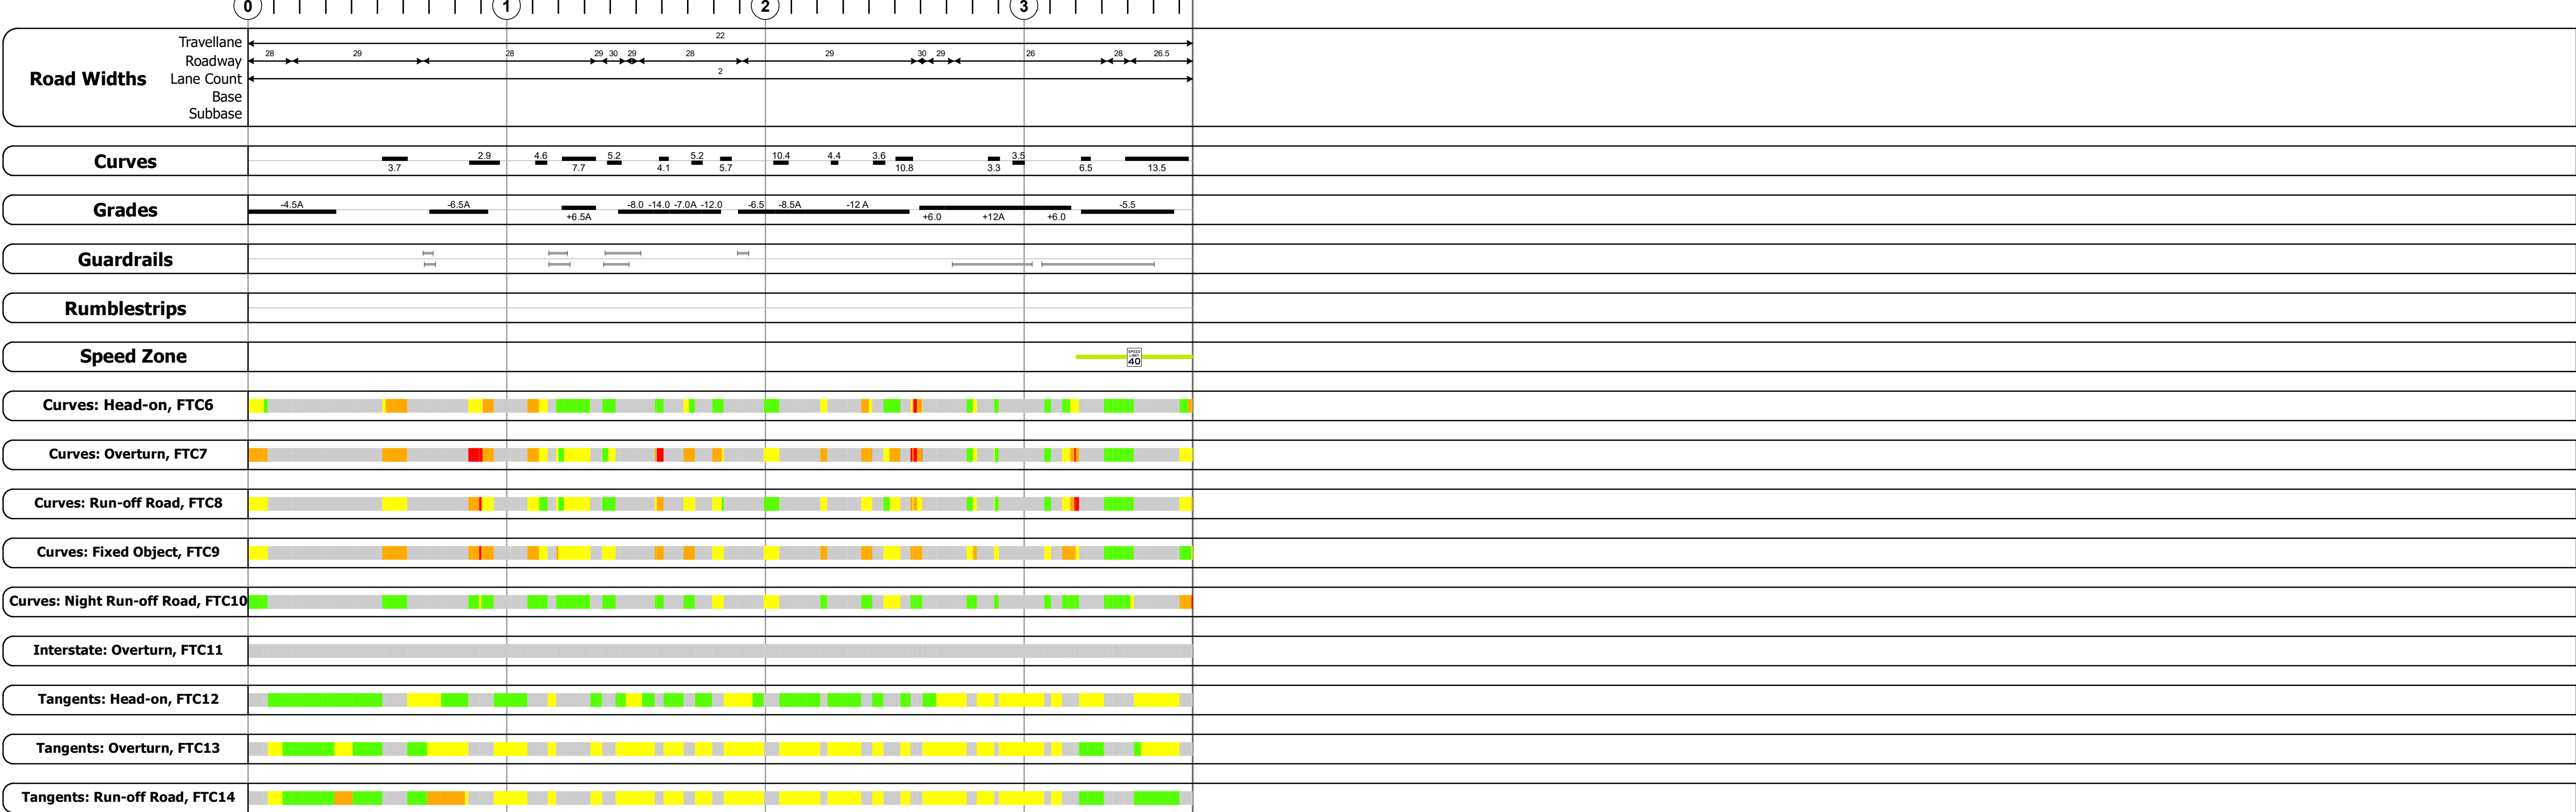 0 1 2 3
Travellane 22
28 29 28 29 30 29 28 29 30 29 26 28 26.5
Roadway
Road Widths
Lane Count 2
Base
Subbase
2.9 4.6 5.2 5.2 10.4 4.4 3.6 3.5
Curves
3.7 7.7 4.1 5.7 10.8 3.3 6.5 13.5
-4.5A -6.5A -8.0 -14.0 -7.0A -12.0 -6.5 -8.5A -12 A -5.5
Grades
+6.5A +6.0 +12A +6.0
Guardrails
Rumblestrips
Speed Zone
SPEED
LIMIT
40
Curves: Head-on, FTC6
Curves: Overturn, FTC7
Curves: Run-off Road, FTC8
Curves: Fixed Object, FTC9
Curves: Night Run-off Road, FTC10
Interstate: Overturn, FTC11
Tangents: Head-on, FTC12
Tangents: Overturn, FTC13
Tangents: Run-off Road, FTC14